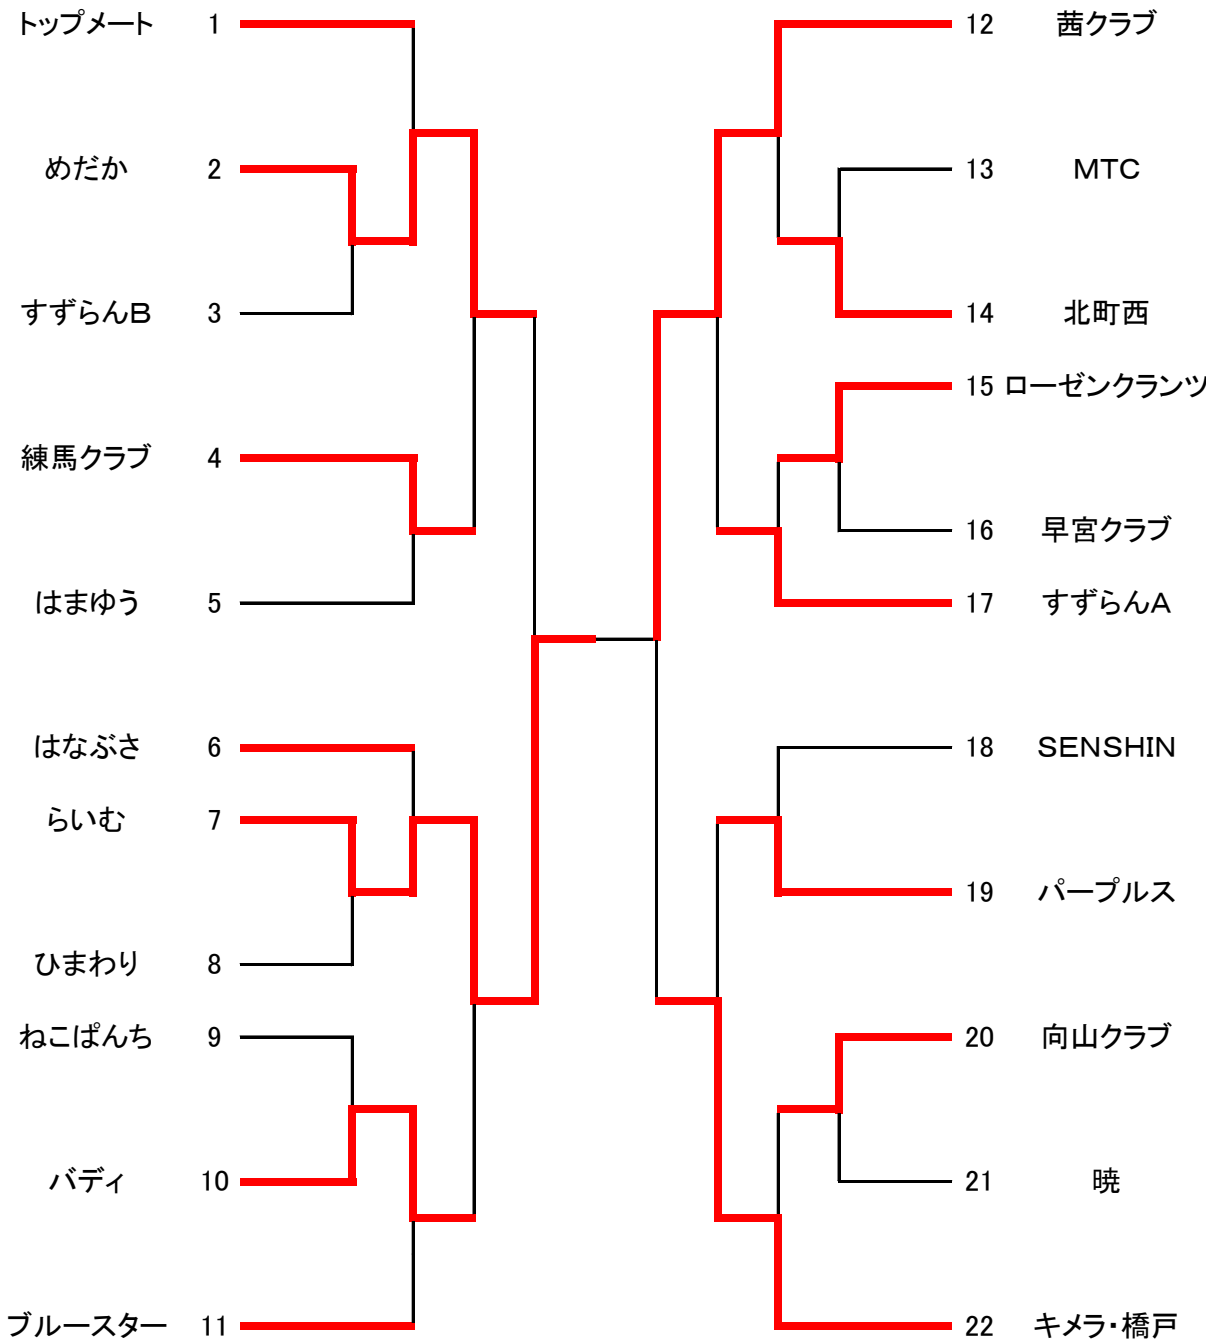 トップメート 1
めだか 2
すずらんB 3
練馬クラブ 4
はまゆう 5
はなぶさ 6
らいむ 7
ひまわり 8
ねこぱんち 9
バディ 10
ブルースター 11
12 茜クラブ
13 MTC
14 北町西
15 ローゼンクランツ
16 早宮クラブ
17 すずらんA
18 SENSHIN
19 パープルス
20 向山クラブ
21 暁
22 キメラ・橋戸